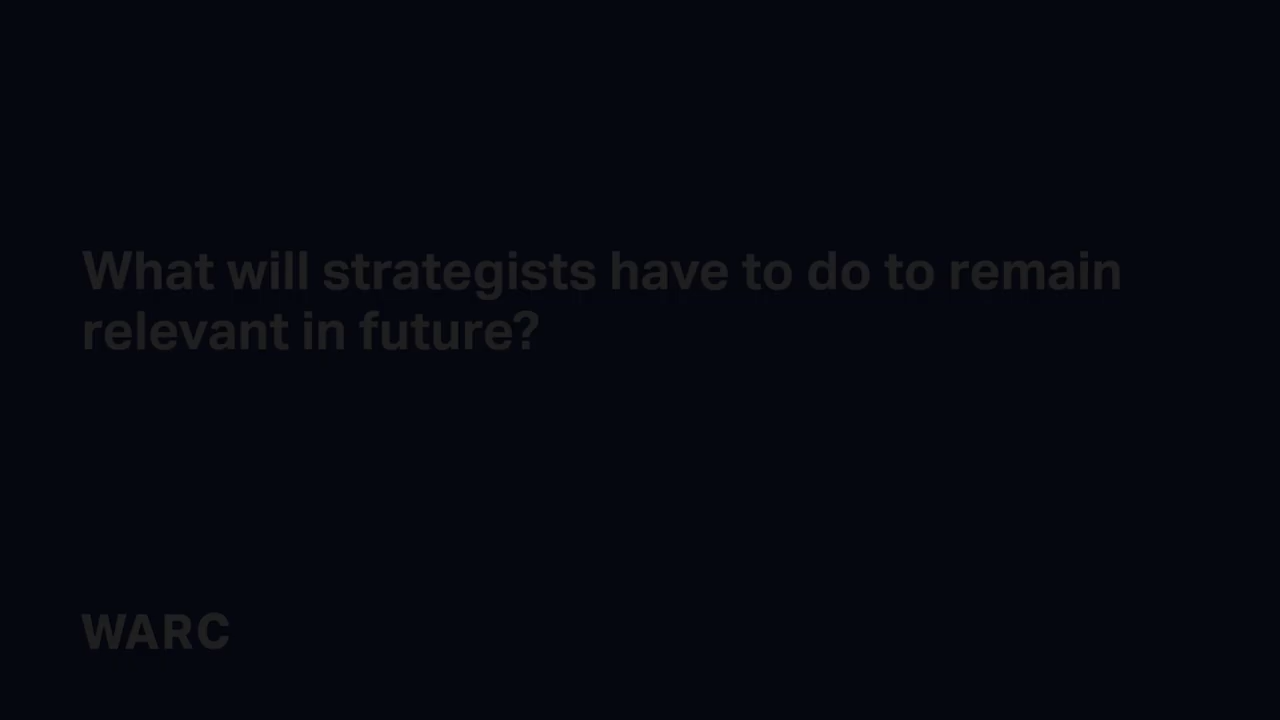 What will strategists have to do to remain
relevant in future?
WARC